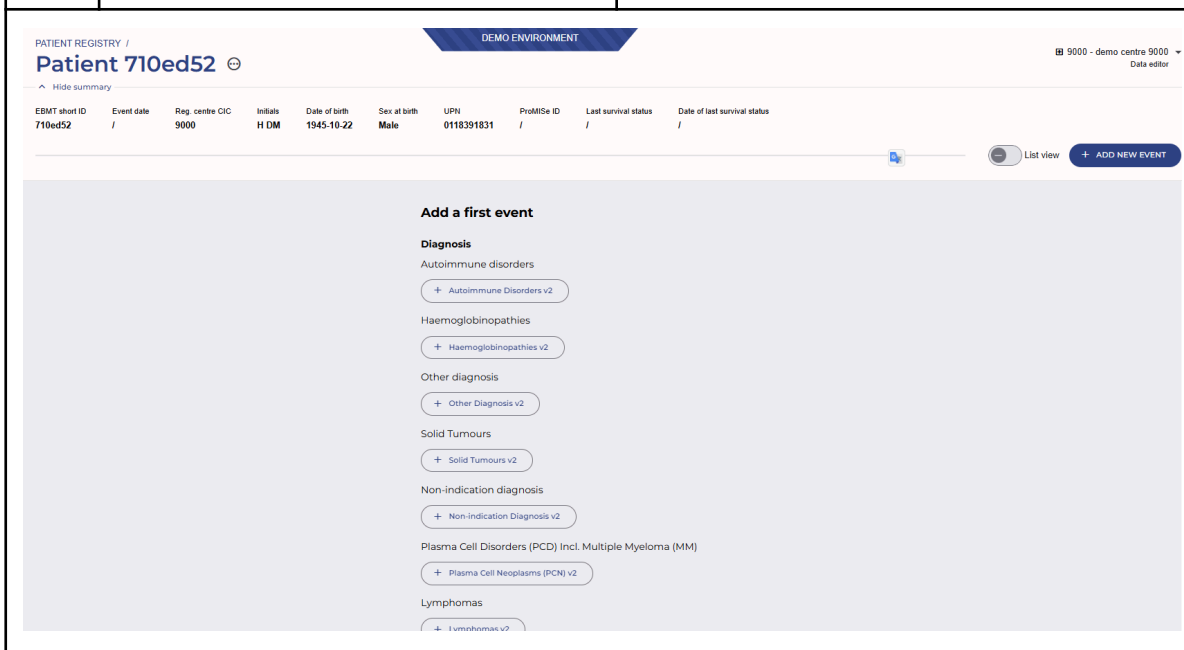 DEMO ENVIRONMENT
PATIENT REGISTRY /
Patient 710ed52
9000 - demo centre 9000
Data editor
Hide summary
EBMT short ID Event date Reg. centre CIC Initials Date of birth Sex at birth UPN ProMISe ID Last survival status Date of last survival status
710ed52 / 9000 H DM 1945-10-22 Male 0118391831 / / /
List view + ADD NEW EVENT
Add a first event
Diagnosis
Autoimmune disorders
+ Autoimmune Disorders v2
Haemoglobinopathies
+ Haemoglobinopathies v2
Other diagnosis
+ Other Diagnosis v2
Solid Tumours
+ Solid Tumours v2
Non-indication diagnosis
+ Non-indication Diagnosis v2
Plasma Cell Disorders (PCD) Incl. Multiple Myeloma (MM)
+ Plasma Cell Neoplasms (PCN) v2
Lymphomas
+ Lymphomas v2